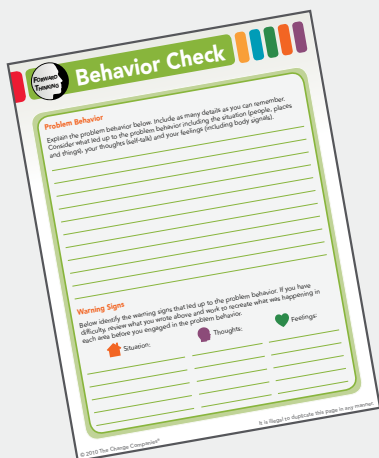 FORWARD
THINKING
Behavior Check
Problem Behavior
Explain the problem behavior below. Include as many details as you can remember.
Consider what led up to the problem behavior including the situation (people, places
and things), your thoughts (self-talk) and your feelings (including body signals).
Warning Signs
Below identify the warning signs that led up to the problem behavior. If you have
difficulty, review what you wrote above and work to recreate what was happening in
each area before you engaged in the problem behavior.
Situation:
Thoughts:
Feelings:
© 2010 The Change Companies®
It is illegal to duplicate this page in any manner.